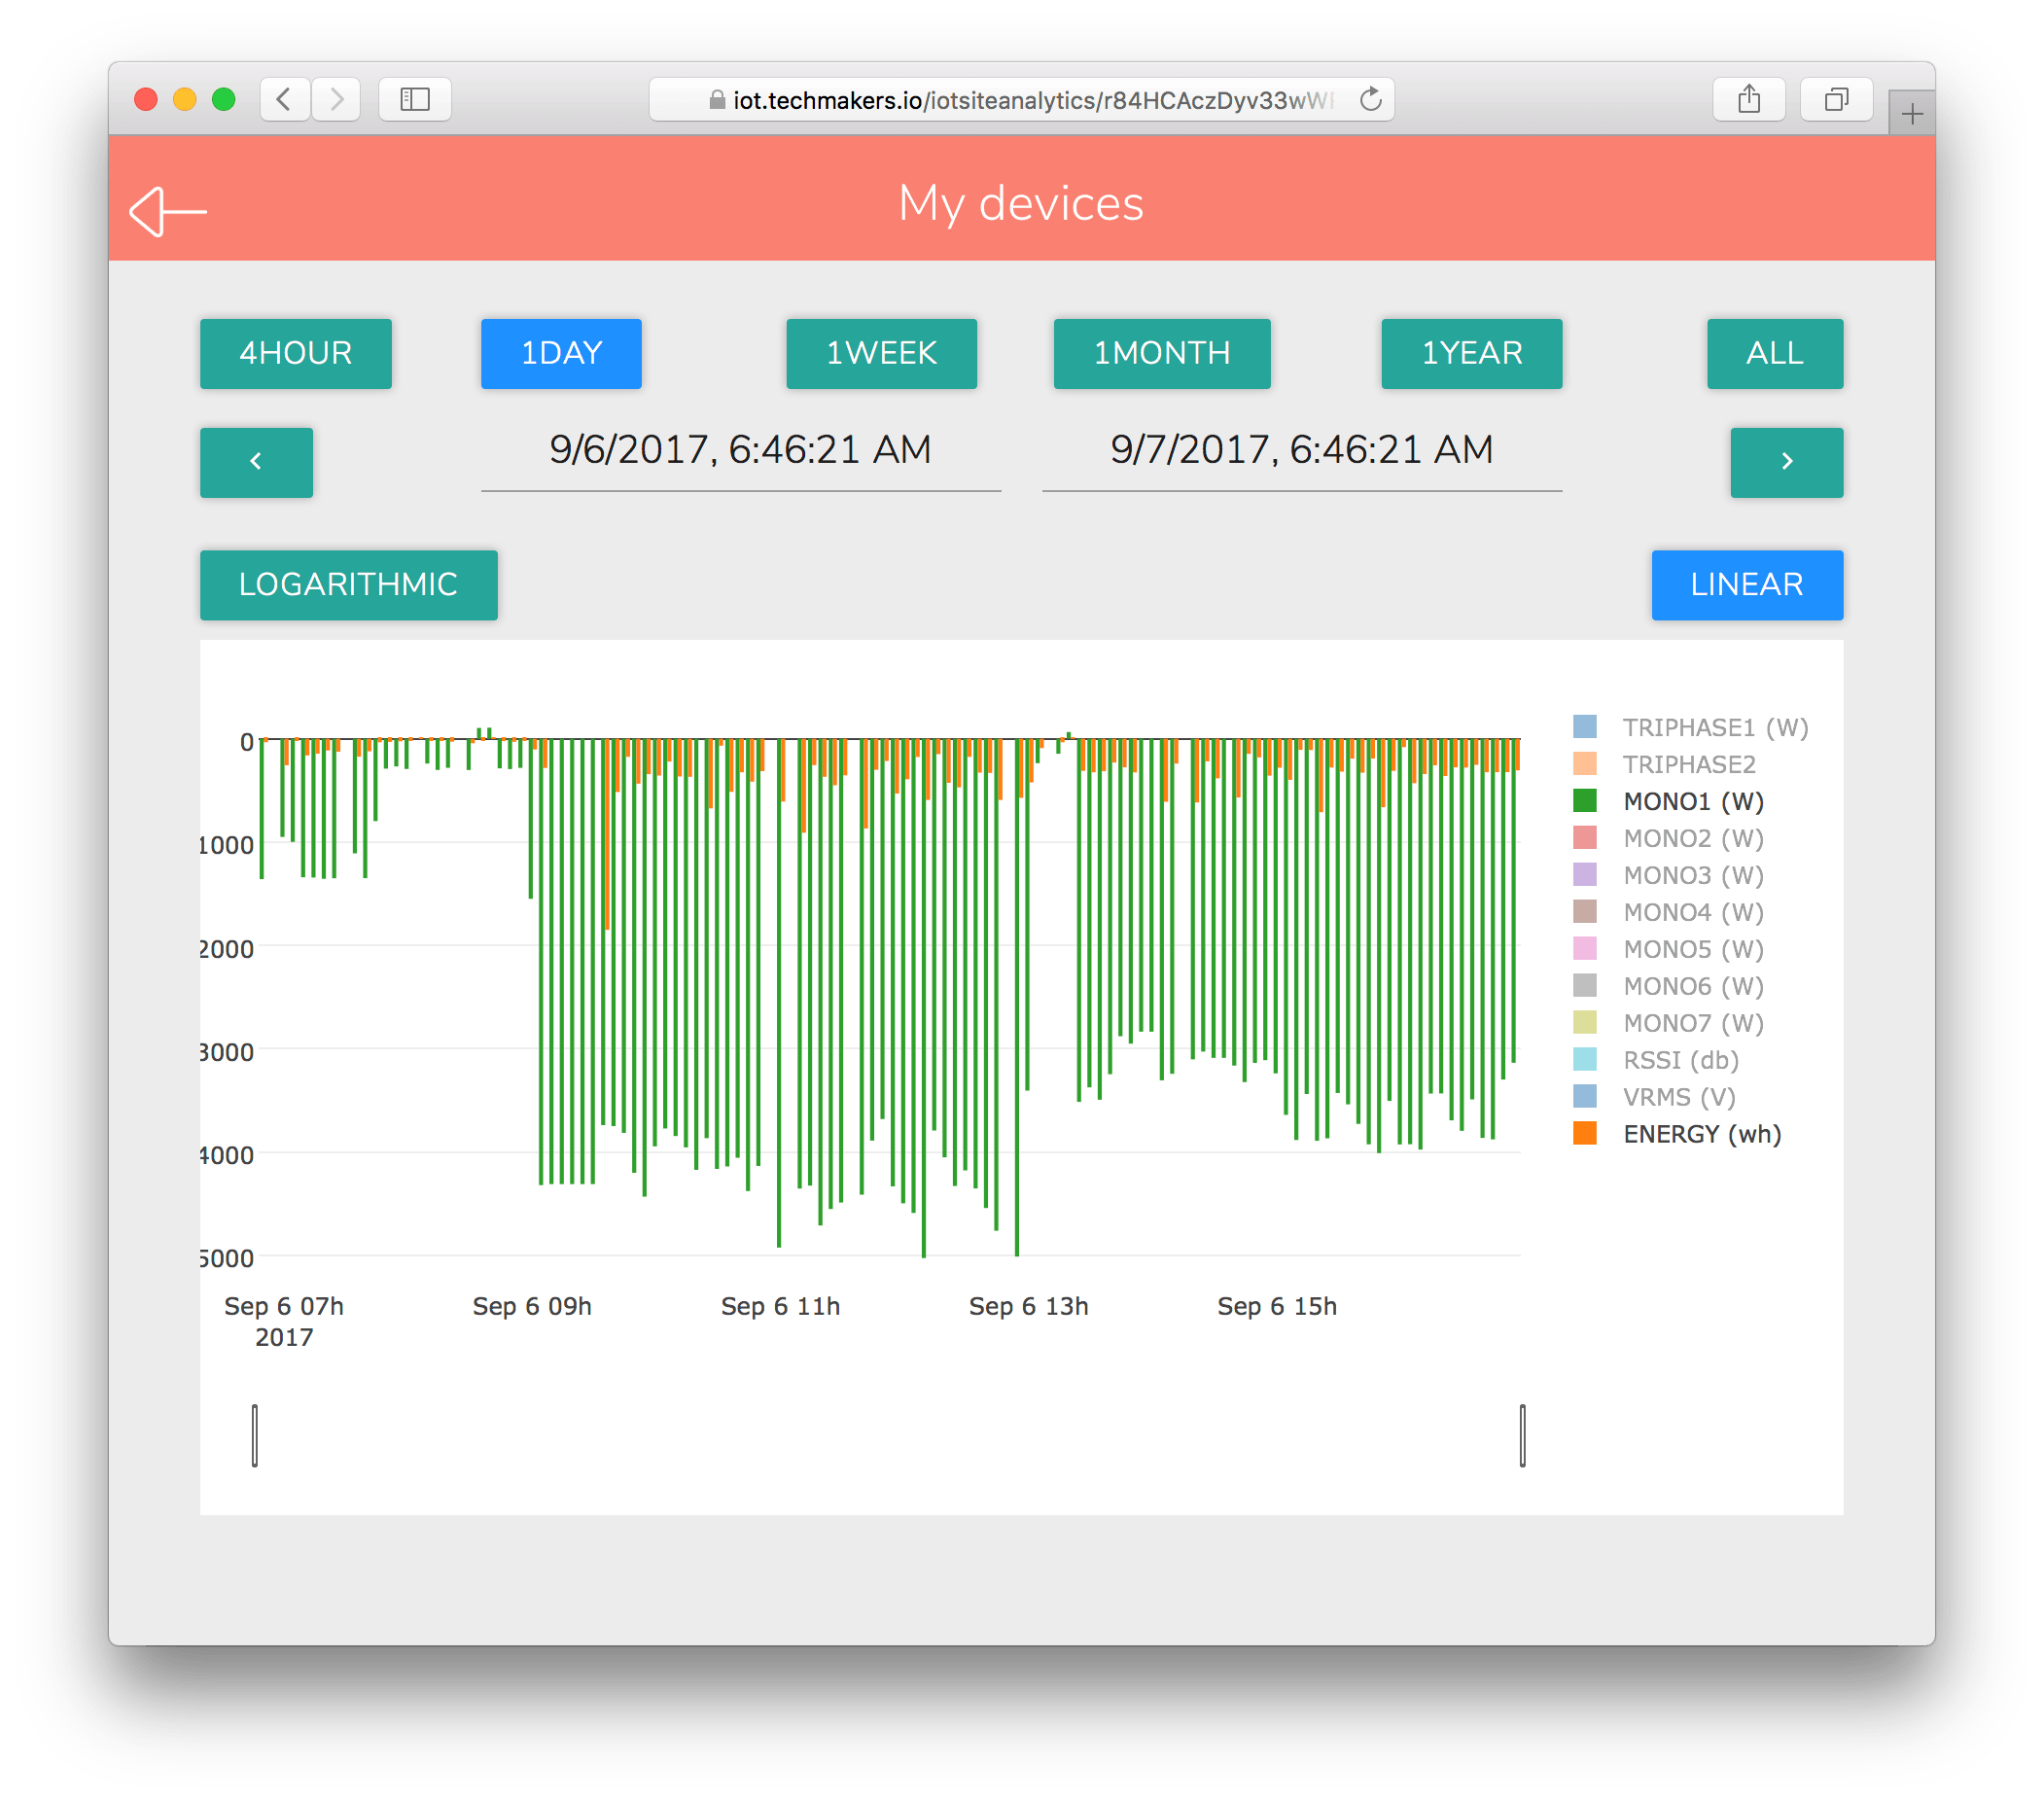 iot.techmakers.io/iotsiteanalytics/r84HCAczDyv33wW
My devices
4HOUR 1DAY 1WEEK 1MONTH 1YEAR ALL
< 9/6/2017, 6:46:21 AM 9/7/2017, 6:46:21 AM >
LOGARITHMIC LINEAR
0
1000
2000
3000
4000
5000
Sep 6 07h Sep 6 09h Sep 6 11h Sep 6 13h Sep 6 15h
2017
TRIPHASE1 (W)
TRIPHASE2
MONO1 (W)
MONO2 (W)
MONO3 (W)
MONO4 (W)
MONO5 (W)
MONO6 (W)
MONO7 (W)
RSSI (db)
VRMS (V)
ENERGY (wh)